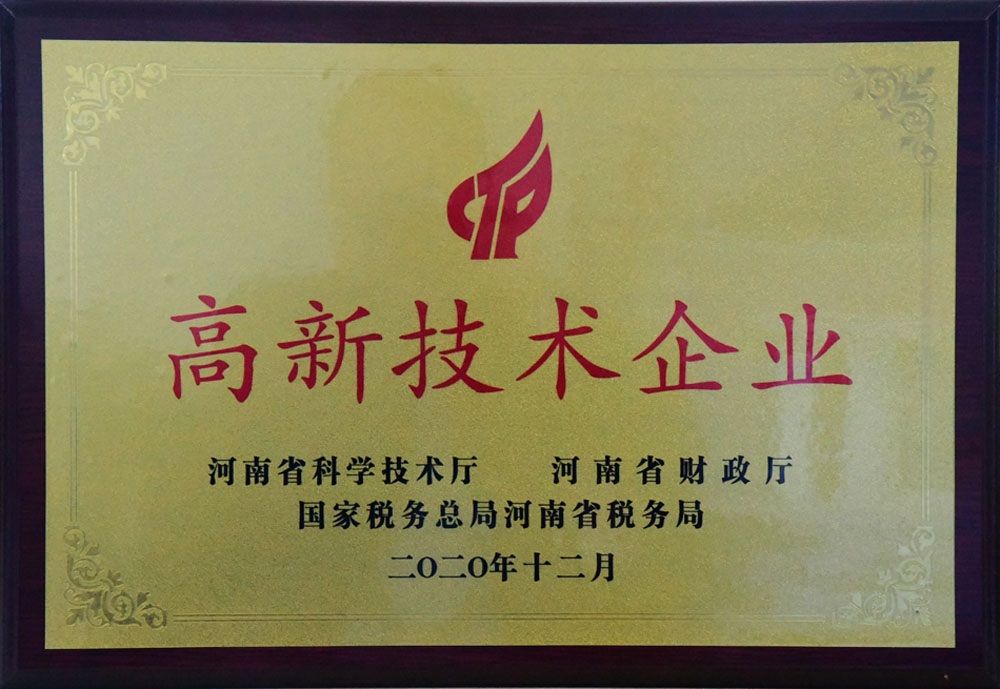 CTP
高新技术企业
河南省科学技术厅 河南省财政厅
国家税务总局河南省税务局
二〇二〇年十二月